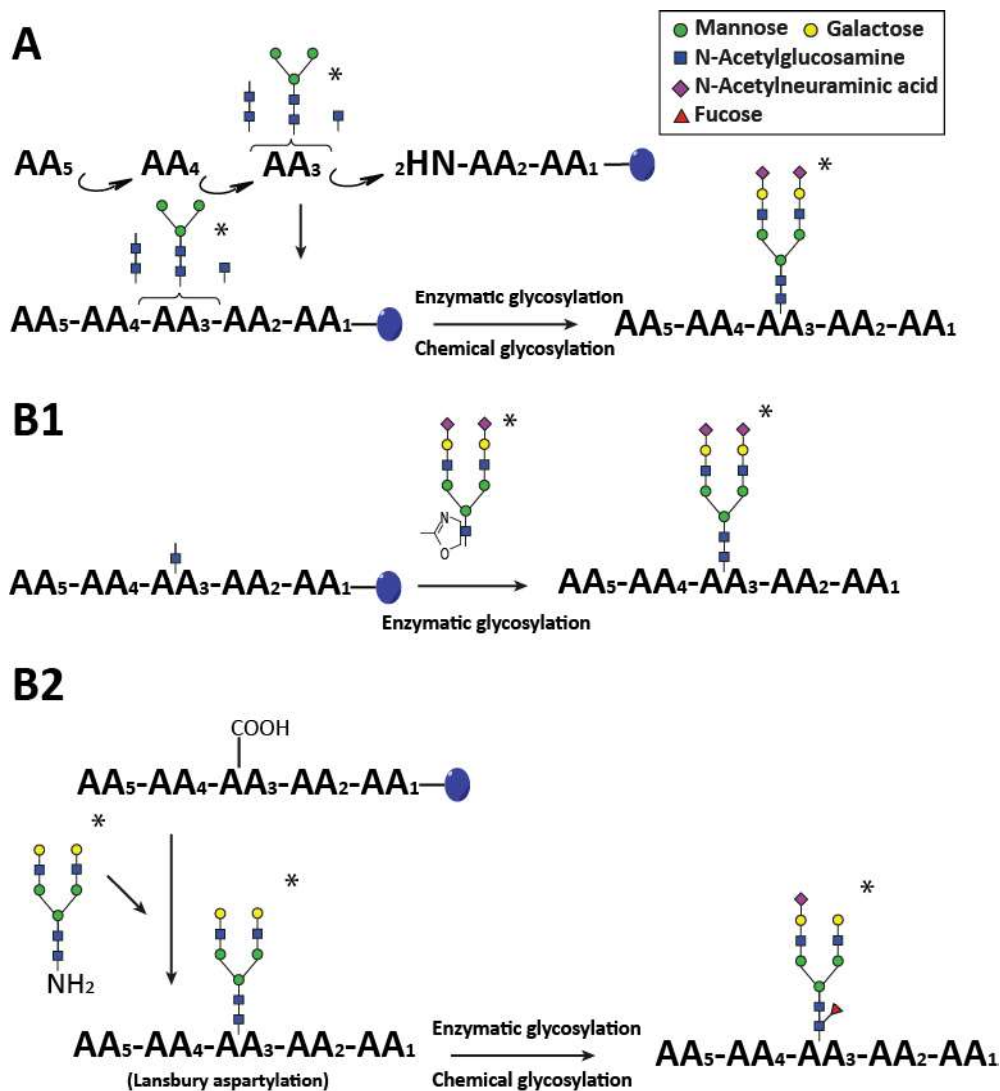 A
Mannose Galactose
N-Acetylglucosamine
N-Acetylneuraminic acid
Fucose
*
AA5 AA4 AA3 2HN-AA2-AA1
*
*
AA5-AA4-AA3-AA2-AA1
Enzymatic glycosylation
Chemical glycosylation
AA5-AA4-AA3-AA2-AA1
B1
*
*
N
O
AA5-AA4-AA3-AA2-AA1
Enzymatic glycosylation
AA5-AA4-AA3-AA2-AA1
B2
COOH
AA5-AA4-AA3-AA2-AA1
*
NH2
*
AA5-AA4-AA3-AA2-AA1
(Lansbury aspartylation)
Enzymatic glycosylation
Chemical glycosylation
*
AA5-AA4-AA3-AA2-AA1